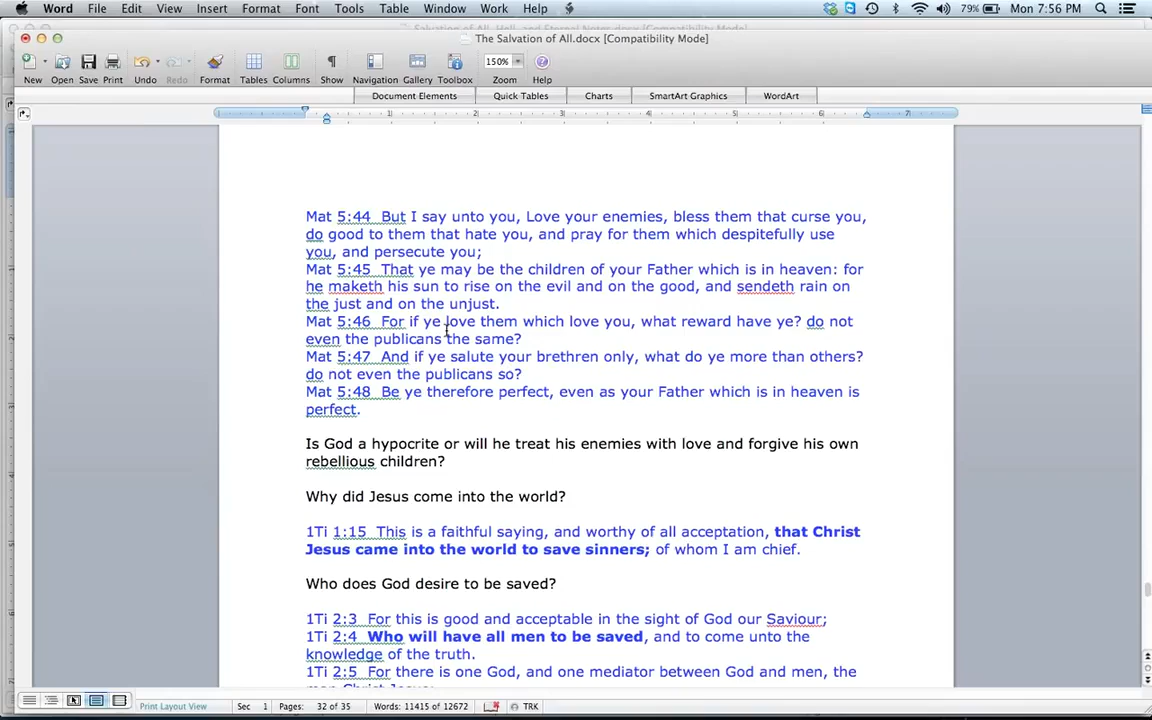 Word File Edit View Insert Format Font Tools Table Window Work Help 79% Mon 7:56 PM
The Salvation of All.docx [Compatibility Mode]
150%
New Open Save Print Undo Redo Format Tables Columns Show Navigation Gallery Toolbox Zoom Help
Document Elements Quick Tables Charts SmartArt Graphics WordArt
1 2 3 4 5 6 7
Mat 5:44 But I say unto you, Love your enemies, bless them that curse you,
do good to them that hate you, and pray for them which despitefully use
you, and persecute you;
Mat 5:45 That ye may be the children of your Father which is in heaven: for
he maketh his sun to rise on the evil and on the good, and sendeth rain on
the just and on the unjust.
Mat 5:46 For if ye love them which love you, what reward have ye? do not
even the publicans the same?
Mat 5:47 And if ye salute your brethren only, what do ye more than others?
do not even the publicans so?
Mat 5:48 Be ye therefore perfect, even as your Father which is in heaven is
perfect.
Is God a hypocrite or will he treat his enemies with love and forgive his own
rebellious children?
Why did Jesus come into the world?
1Ti 1:15 This is a faithful saying, and worthy of all acceptation, that Christ
Jesus came into the world to save sinners; of whom I am chief.
Who does God desire to be saved?
1Ti 2:3 For this is good and acceptable in the sight of God our Saviour;
1Ti 2:4 Who will have all men to be saved, and to come unto the
knowledge of the truth.
1Ti 2:5 For there is one God, and one mediator between God and men, the
Print Layout View Sec 1 Pages: 32 of 35 Words: 11415 of 12672 TRK